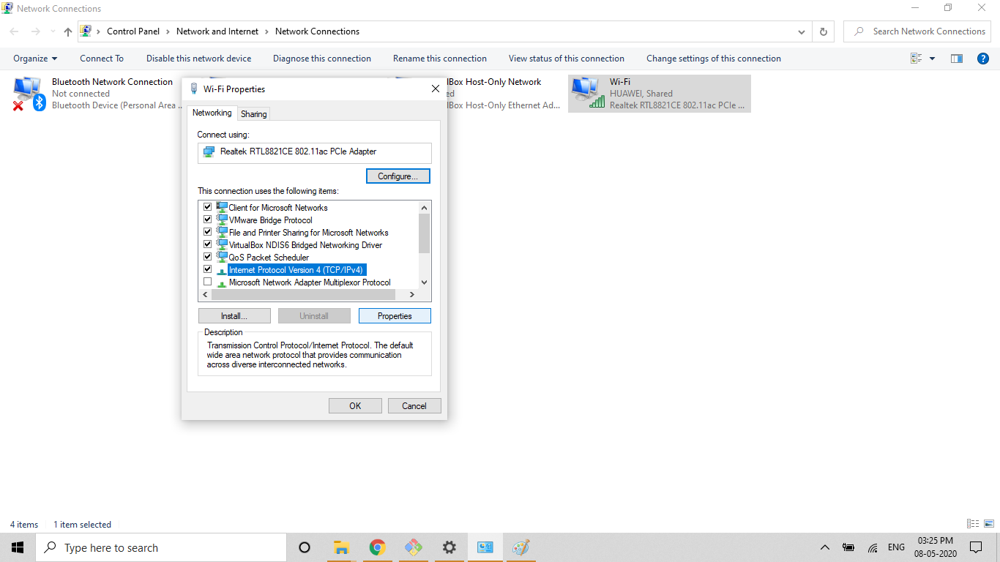 Network Connections
Control Panel
Network and Internet
Network Connections
Search Network Connections
Organize
Connect To
Disable this network device
Diagnose this connection
Rename this connection
View status of this connection
Change settings of this connection
Bluetooth Network Connection
Not connected
Bluetooth Device (Personal Area ...
lBox Host-Only Network
ed
lBox Host-Only Ethernet Ad...
Wi-Fi
HUAWEI, Shared
Realtek RTL8821CE 802.11ac PCIe ...
Wi-Fi Properties
Networking
Sharing
Connect using:
Realtek RTL8821CE 802.11ac PCIe Adapter
Configure...
This connection uses the following items:
Client for Microsoft Networks
VMware Bridge Protocol
File and Printer Sharing for Microsoft Networks
VirtualBox NDIS6 Bridged Networking Driver
QoS Packet Scheduler
Internet Protocol Version 4 (TCP/IPv4)
Microsoft Network Adapter Multiplexor Protocol
Install...
Uninstall
Properties
Description
Transmission Control Protocol/Internet Protocol. The default
wide area network protocol that provides communication
across diverse interconnected networks.
OK
Cancel
4 items
1 item selected
Type here to search
ENG
03:25 PM
08-05-2020